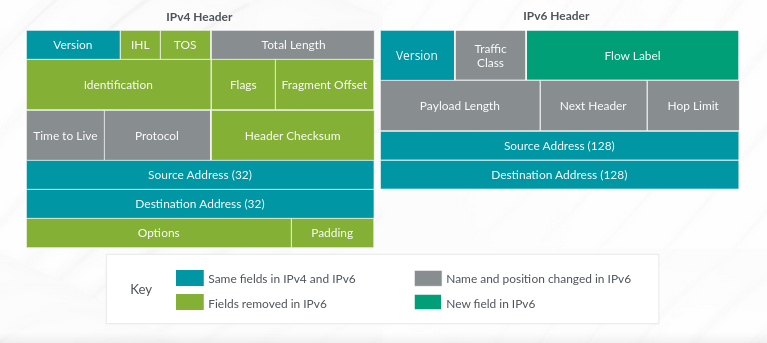 IPv4 Header
Version IHL TOS Total Length
Identification Flags Fragment Offset
Time to Live Protocol Header Checksum
Source Address (32)
Destination Address (32)
Options Padding
IPv6 Header
Version Traffic Class Flow Label
Payload Length Next Header Hop Limit
Source Address (128)
Destination Address (128)
Key
Same fields in IPv4 and IPv6
Fields removed in IPv6
Name and position changed in IPv6
New field in IPv6